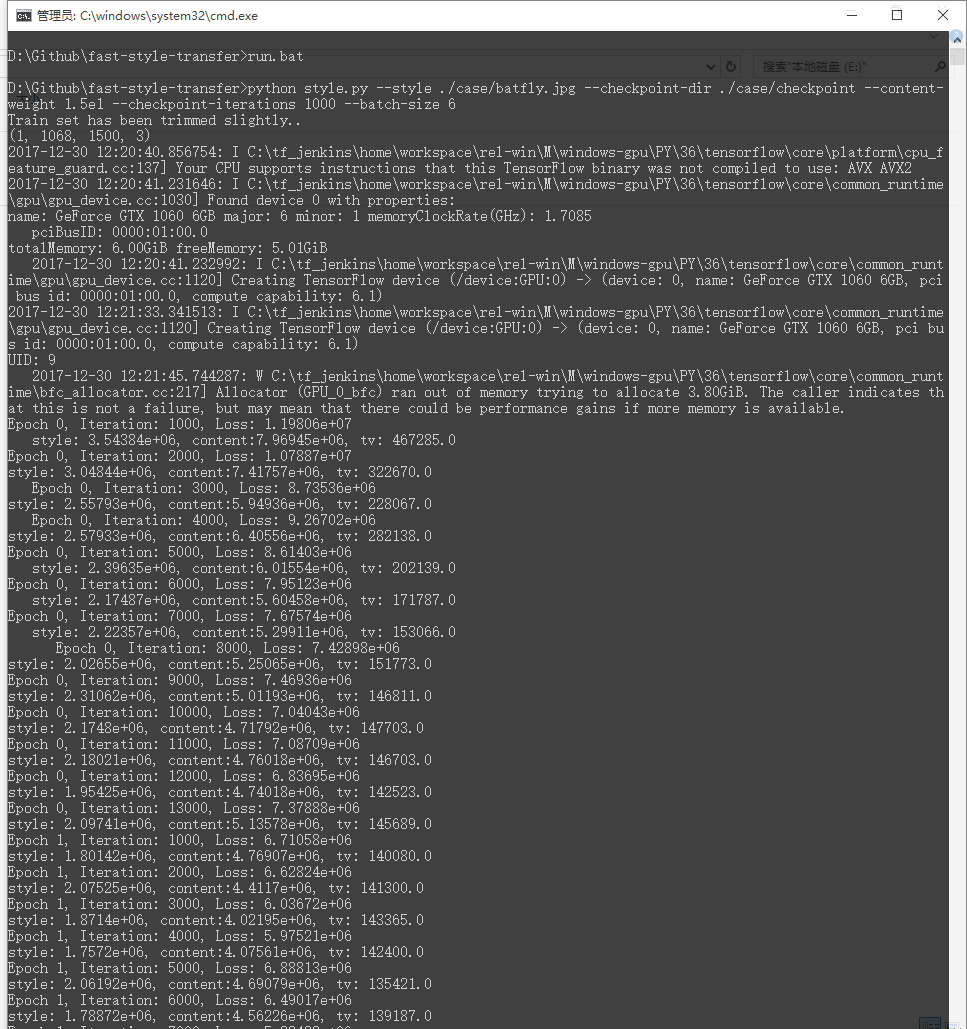 管理员: C:\windows\system32\cmd.exe
D:\Github\fast-style-transfer>run.bat
搜索"本地磁盘 (E:)"
D:\Github\fast-style-transfer>python style.py --style ./case/batfly.jpg --checkpoint-dir ./case/checkpoint --content-
weight 1.5e1 --checkpoint-iterations 1000 --batch-size 6
Train set has been trimmed slightly..
(1, 1068, 1500, 3)
2017-12-30 12:20:40.856754: I C:\tf_jenkins\home\workspace\rel-win\M\windows-gpu\PY\36\tensorflow\core\platform\cpu_f
eature_guard.cc:137] Your CPU supports instructions that this TensorFlow binary was not compiled to use: AVX AVX2
2017-12-30 12:20:41.231646: I C:\tf_jenkins\home\workspace\rel-win\M\windows-gpu\PY\36\tensorflow\core\common_runtime
\gpu\gpu_device.cc:1030] Found device 0 with properties:
name: GeForce GTX 1060 6GB major: 6 minor: 1 memoryClockRate(GHz): 1.7085
pciBusID: 0000:01:00.0
totalMemory: 6.00GiB freeMemory: 5.01GiB
2017-12-30 12:20:41.232992: I C:\tf_jenkins\home\workspace\rel-win\M\windows-gpu\PY\36\tensorflow\core\common_runt
ime\gpu\gpu_device.cc:1120] Creating TensorFlow device (/device:GPU:0) -> (device: 0, name: GeForce GTX 1060 6GB, pci
bus id: 0000:01:00.0, compute capability: 6.1)
2017-12-30 12:21:33.341513: I C:\tf_jenkins\home\workspace\rel-win\M\windows-gpu\PY\36\tensorflow\core\common_runtime
\gpu\gpu_device.cc:1120] Creating TensorFlow device (/device:GPU:0) -> (device: 0, name: GeForce GTX 1060 6GB, pci bu
s id: 0000:01:00.0, compute capability: 6.1)
UID: 9
2017-12-30 12:21:45.744287: W C:\tf_jenkins\home\workspace\rel-win\M\windows-gpu\PY\36\tensorflow\core\common_runt
ime\bfc_allocator.cc:217] Allocator (GPU_0_bfc) ran out of memory trying to allocate 3.80GiB. The caller indicates th
at this is not a failure, but may mean that there could be performance gains if more memory is available.
Epoch 0, Iteration: 1000, Loss: 1.19806e+07
style: 3.54384e+06, content:7.96945e+06, tv: 467285.0
Epoch 0, Iteration: 2000, Loss: 1.07887e+07
style: 3.04844e+06, content:7.41757e+06, tv: 322670.0
Epoch 0, Iteration: 3000, Loss: 8.73536e+06
style: 2.55793e+06, content:5.94936e+06, tv: 228067.0
Epoch 0, Iteration: 4000, Loss: 9.26702e+06
style: 2.57933e+06, content:6.40556e+06, tv: 282138.0
Epoch 0, Iteration: 5000, Loss: 8.61403e+06
style: 2.39635e+06, content:6.01554e+06, tv: 202139.0
Epoch 0, Iteration: 6000, Loss: 7.95123e+06
style: 2.17487e+06, content:5.60458e+06, tv: 171787.0
Epoch 0, Iteration: 7000, Loss: 7.67574e+06
style: 2.22357e+06, content:5.29911e+06, tv: 153066.0
Epoch 0, Iteration: 8000, Loss: 7.42898e+06
style: 2.02655e+06, content:5.25065e+06, tv: 151773.0
Epoch 0, Iteration: 9000, Loss: 7.46936e+06
style: 2.31062e+06, content:5.01193e+06, tv: 146811.0
Epoch 0, Iteration: 10000, Loss: 7.04043e+06
style: 2.1748e+06, content:4.71792e+06, tv: 147703.0
Epoch 0, Iteration: 11000, Loss: 7.08709e+06
style: 2.18021e+06, content:4.76018e+06, tv: 146703.0
Epoch 0, Iteration: 12000, Loss: 6.83695e+06
style: 1.95425e+06, content:4.74018e+06, tv: 142523.0
Epoch 0, Iteration: 13000, Loss: 7.37888e+06
style: 2.09741e+06, content:5.13578e+06, tv: 145689.0
Epoch 1, Iteration: 1000, Loss: 6.71058e+06
style: 1.80142e+06, content:4.76907e+06, tv: 140080.0
Epoch 1, Iteration: 2000, Loss: 6.62824e+06
style: 2.07525e+06, content:4.4117e+06, tv: 141300.0
Epoch 1, Iteration: 3000, Loss: 6.03672e+06
style: 1.8714e+06, content:4.02195e+06, tv: 143365.0
Epoch 1, Iteration: 4000, Loss: 5.97521e+06
style: 1.7572e+06, content:4.07561e+06, tv: 142400.0
Epoch 1, Iteration: 5000, Loss: 6.88813e+06
style: 2.06192e+06, content:4.69079e+06, tv: 135421.0
Epoch 1, Iteration: 6000, Loss: 6.49017e+06
style: 1.78872e+06, content:4.56226e+06, tv: 139187.0